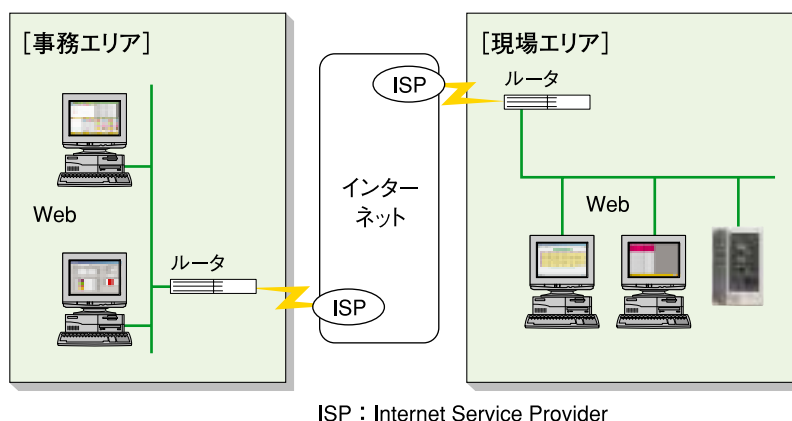 [事務エリア]
Web
ルータ
ISP
インター
ネット
ISP
[現場エリア]
ルータ
Web
ISP：Internet Service Provider